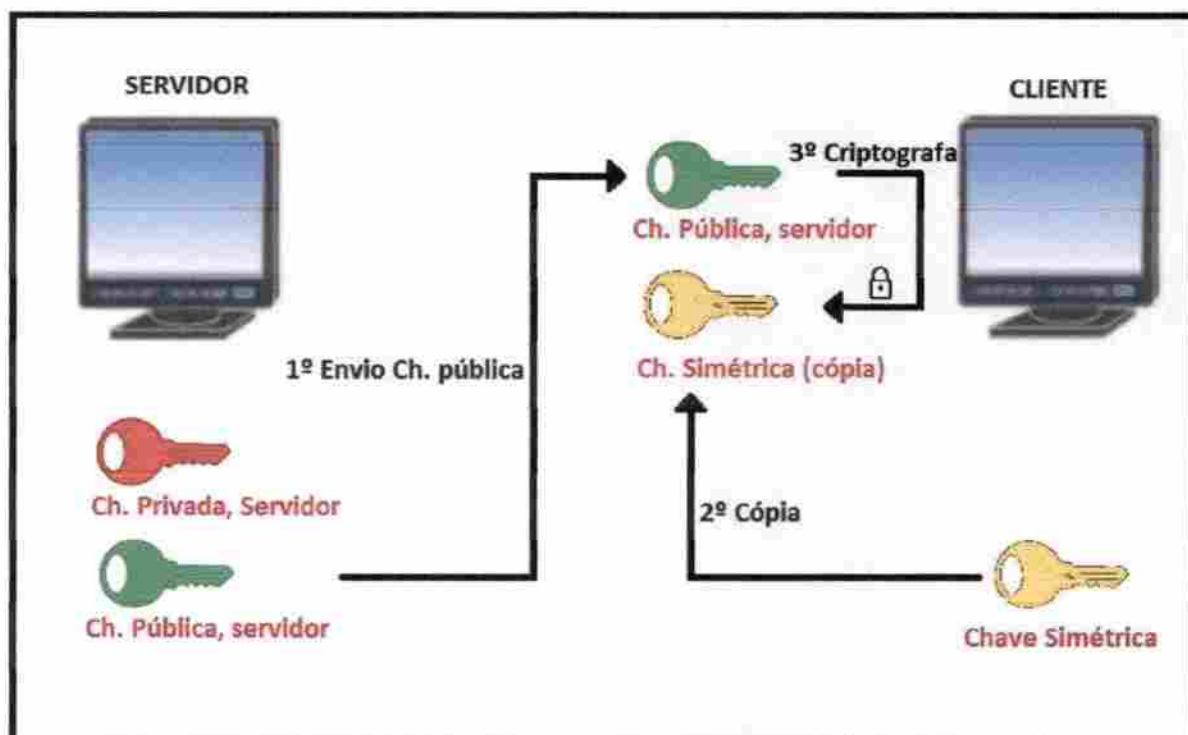 SERVIDOR
CLIENTE
3º Criptografa
Ch. Pública, servidor
Ch. Simétrica (cópia)
1º Envio Ch. pública
Ch. Privada, Servidor
2º Cópia
Ch. Pública, servidor
Chave Simétrica